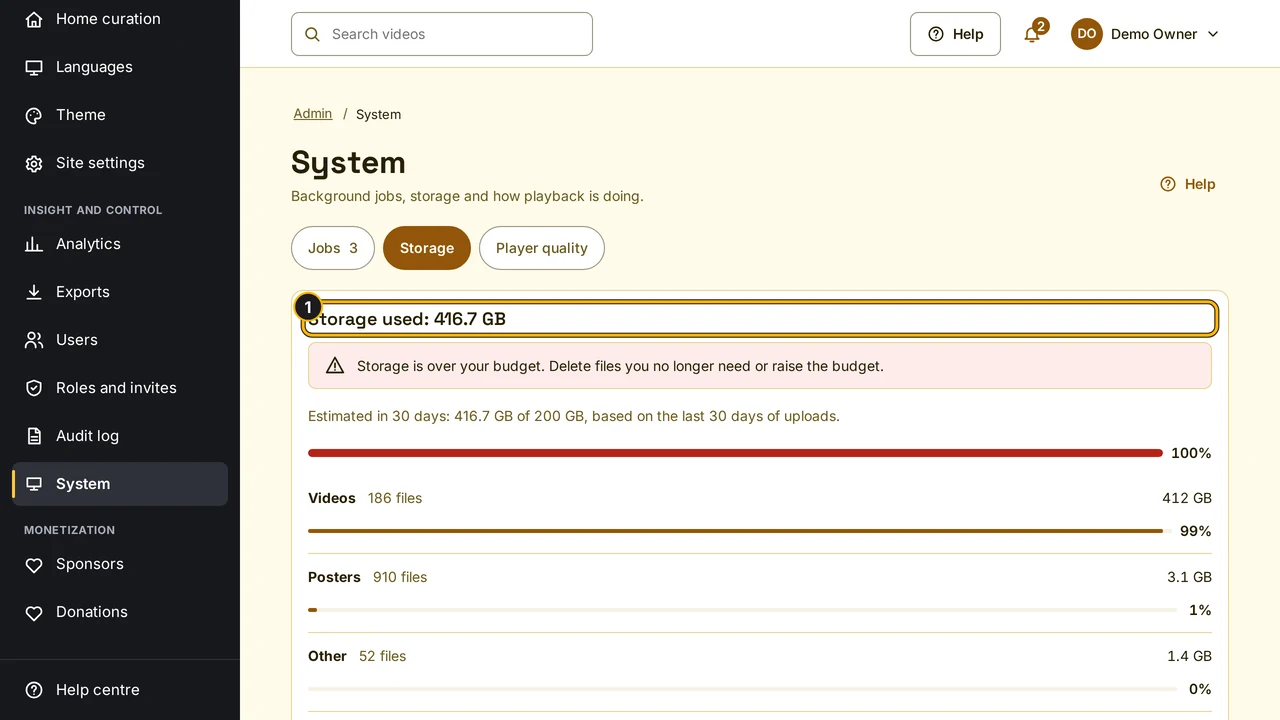 Home curation
Languages
Theme
Site settings
INSIGHT AND CONTROL
Analytics
Exports
Users
Roles and invites
Audit log
System
MONETIZATION
Sponsors
Donations
Help centre
Search videos
Help
2
DO Demo Owner
Admin / System
System
Background jobs, storage and how playback is doing.
Help
Jobs 3
Storage
Player quality
1
Storage used: 416.7 GB
Storage is over your budget. Delete files you no longer need or raise the budget.
Estimated in 30 days: 416.7 GB of 200 GB, based on the last 30 days of uploads.
100%
Videos 186 files 412 GB
99%
Posters 910 files 3.1 GB
1%
Other 52 files 1.4 GB
0%